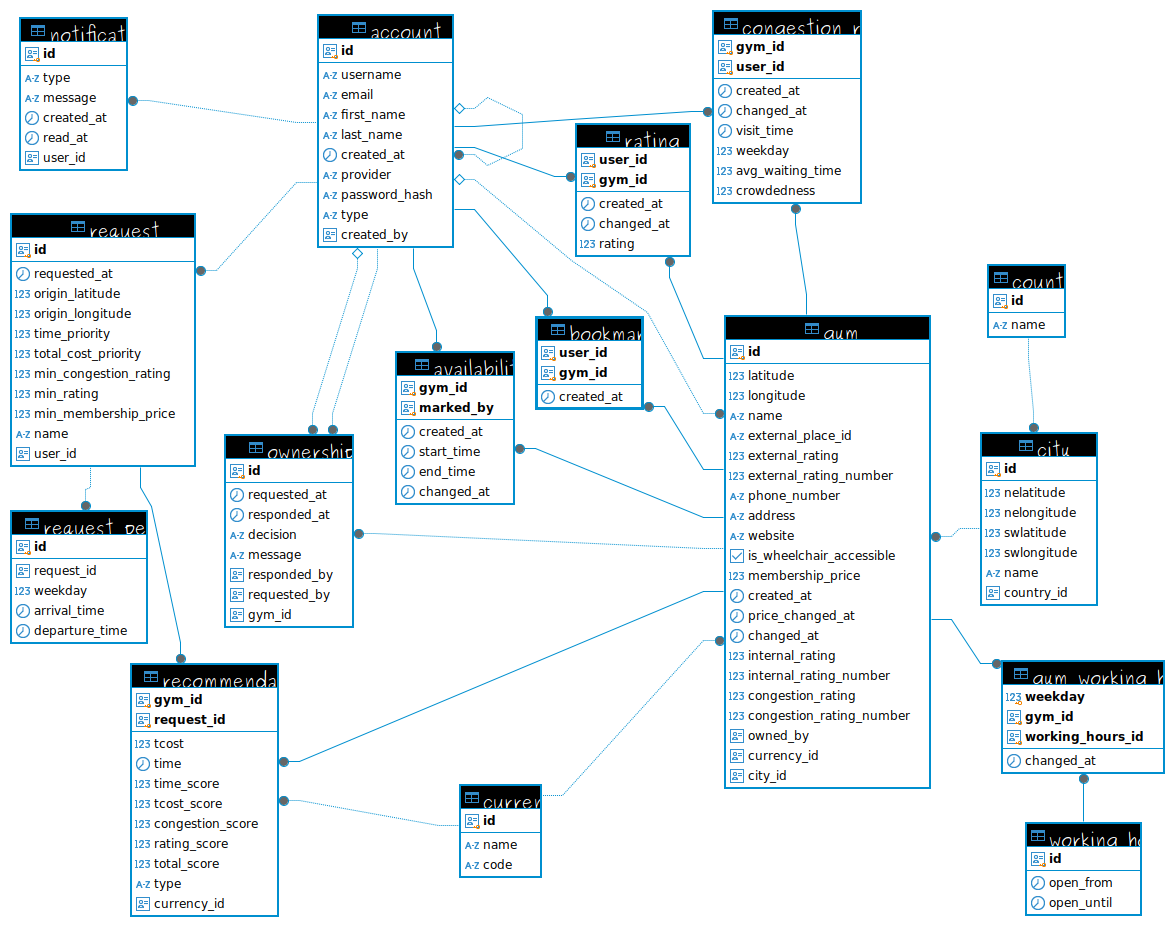 notificat
id
type
message
created_at
read_at
user_id
account
id
username
email
first_name
last_name
created_at
provider
password_hash
type
created_by
congestion_r
gym_id
user_id
created_at
changed_at
visit_time
weekday
avg_waiting_time
crowdedness
rating
user_id
gym_id
created_at
changed_at
rating
request
id
requested_at
origin_latitude
origin_longitude
time_priority
total_cost_priority
min_congestion_rating
min_rating
min_membership_price
name
user_id
count
id
name
bookmar
user_id
gym_id
created_at
gym
id
latitude
longitude
name
external_place_id
external_rating
external_rating_number
phone_number
address
website
is_wheelchair_accessible
membership_price
created_at
price_changed_at
changed_at
internal_rating
internal_rating_number
congestion_rating
congestion_rating_number
owned_by
currency_id
city_id
availabili
gym_id
marked_by
created_at
start_time
end_time
changed_at
ownership
id
requested_at
responded_at
decision
message
responded_by
requested_by
gym_id
city
id
nelatitude
nelongitude
swlatitude
swlongitude
name
country_id
request_pe
id
request_id
weekday
arrival_time
departure_time
recommenda
gym_id
request_id
tcost
time
time_score
tcost_score
congestion_score
rating_score
total_score
type
currency_id
curren
id
name
code
gym_working_h
weekday
gym_id
working_hours_id
changed_at
working_ho
id
open_from
open_until